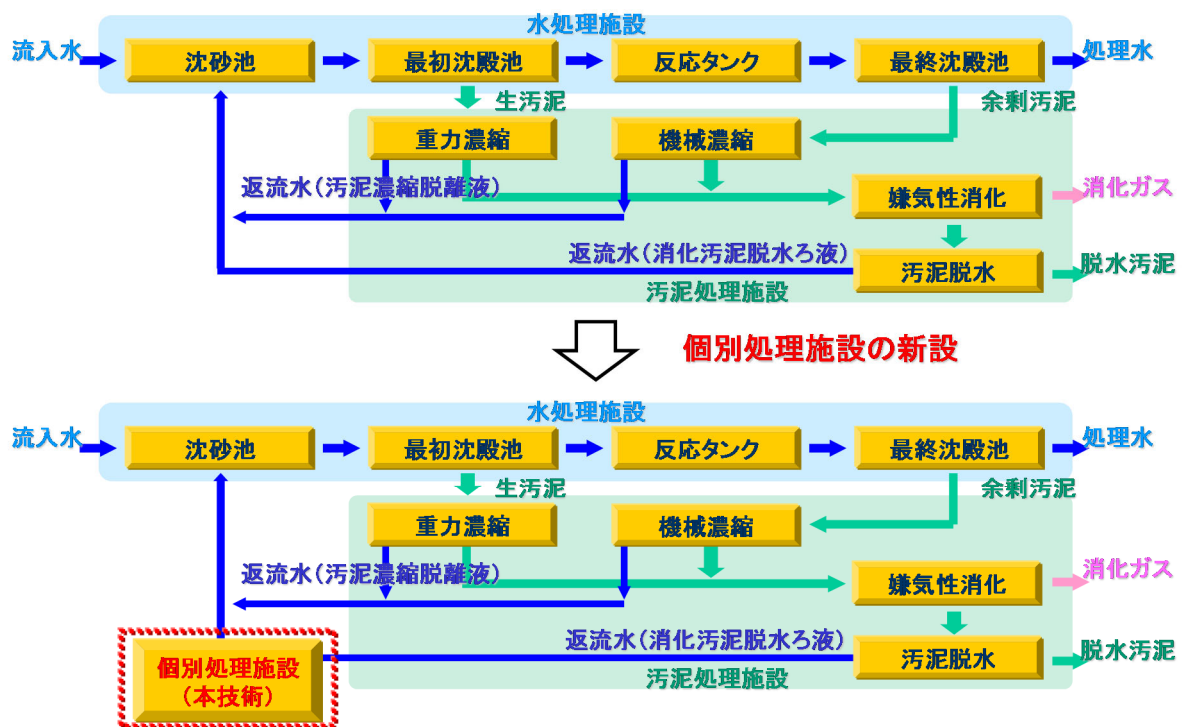 水処理施設
流入水
沈砂池
最初沈殿池
反応タンク
最終沈殿池
処理水
生汚泥
余剰汚泥
重力濃縮
機械濃縮
返流水(汚泥濃縮脱離液)
嫌気性消化
消化ガス
返流水(消化汚泥脱水ろ液)
汚泥脱水
脱水汚泥
汚泥処理施設
個別処理施設の新設
水処理施設
流入水
沈砂池
最初沈殿池
反応タンク
最終沈殿池
処理水
生汚泥
余剰汚泥
重力濃縮
機械濃縮
返流水(汚泥濃縮脱離液)
嫌気性消化
消化ガス
返流水(消化汚泥脱水ろ液)
汚泥脱水
脱水汚泥
個別処理施設
(本技術)
汚泥処理施設